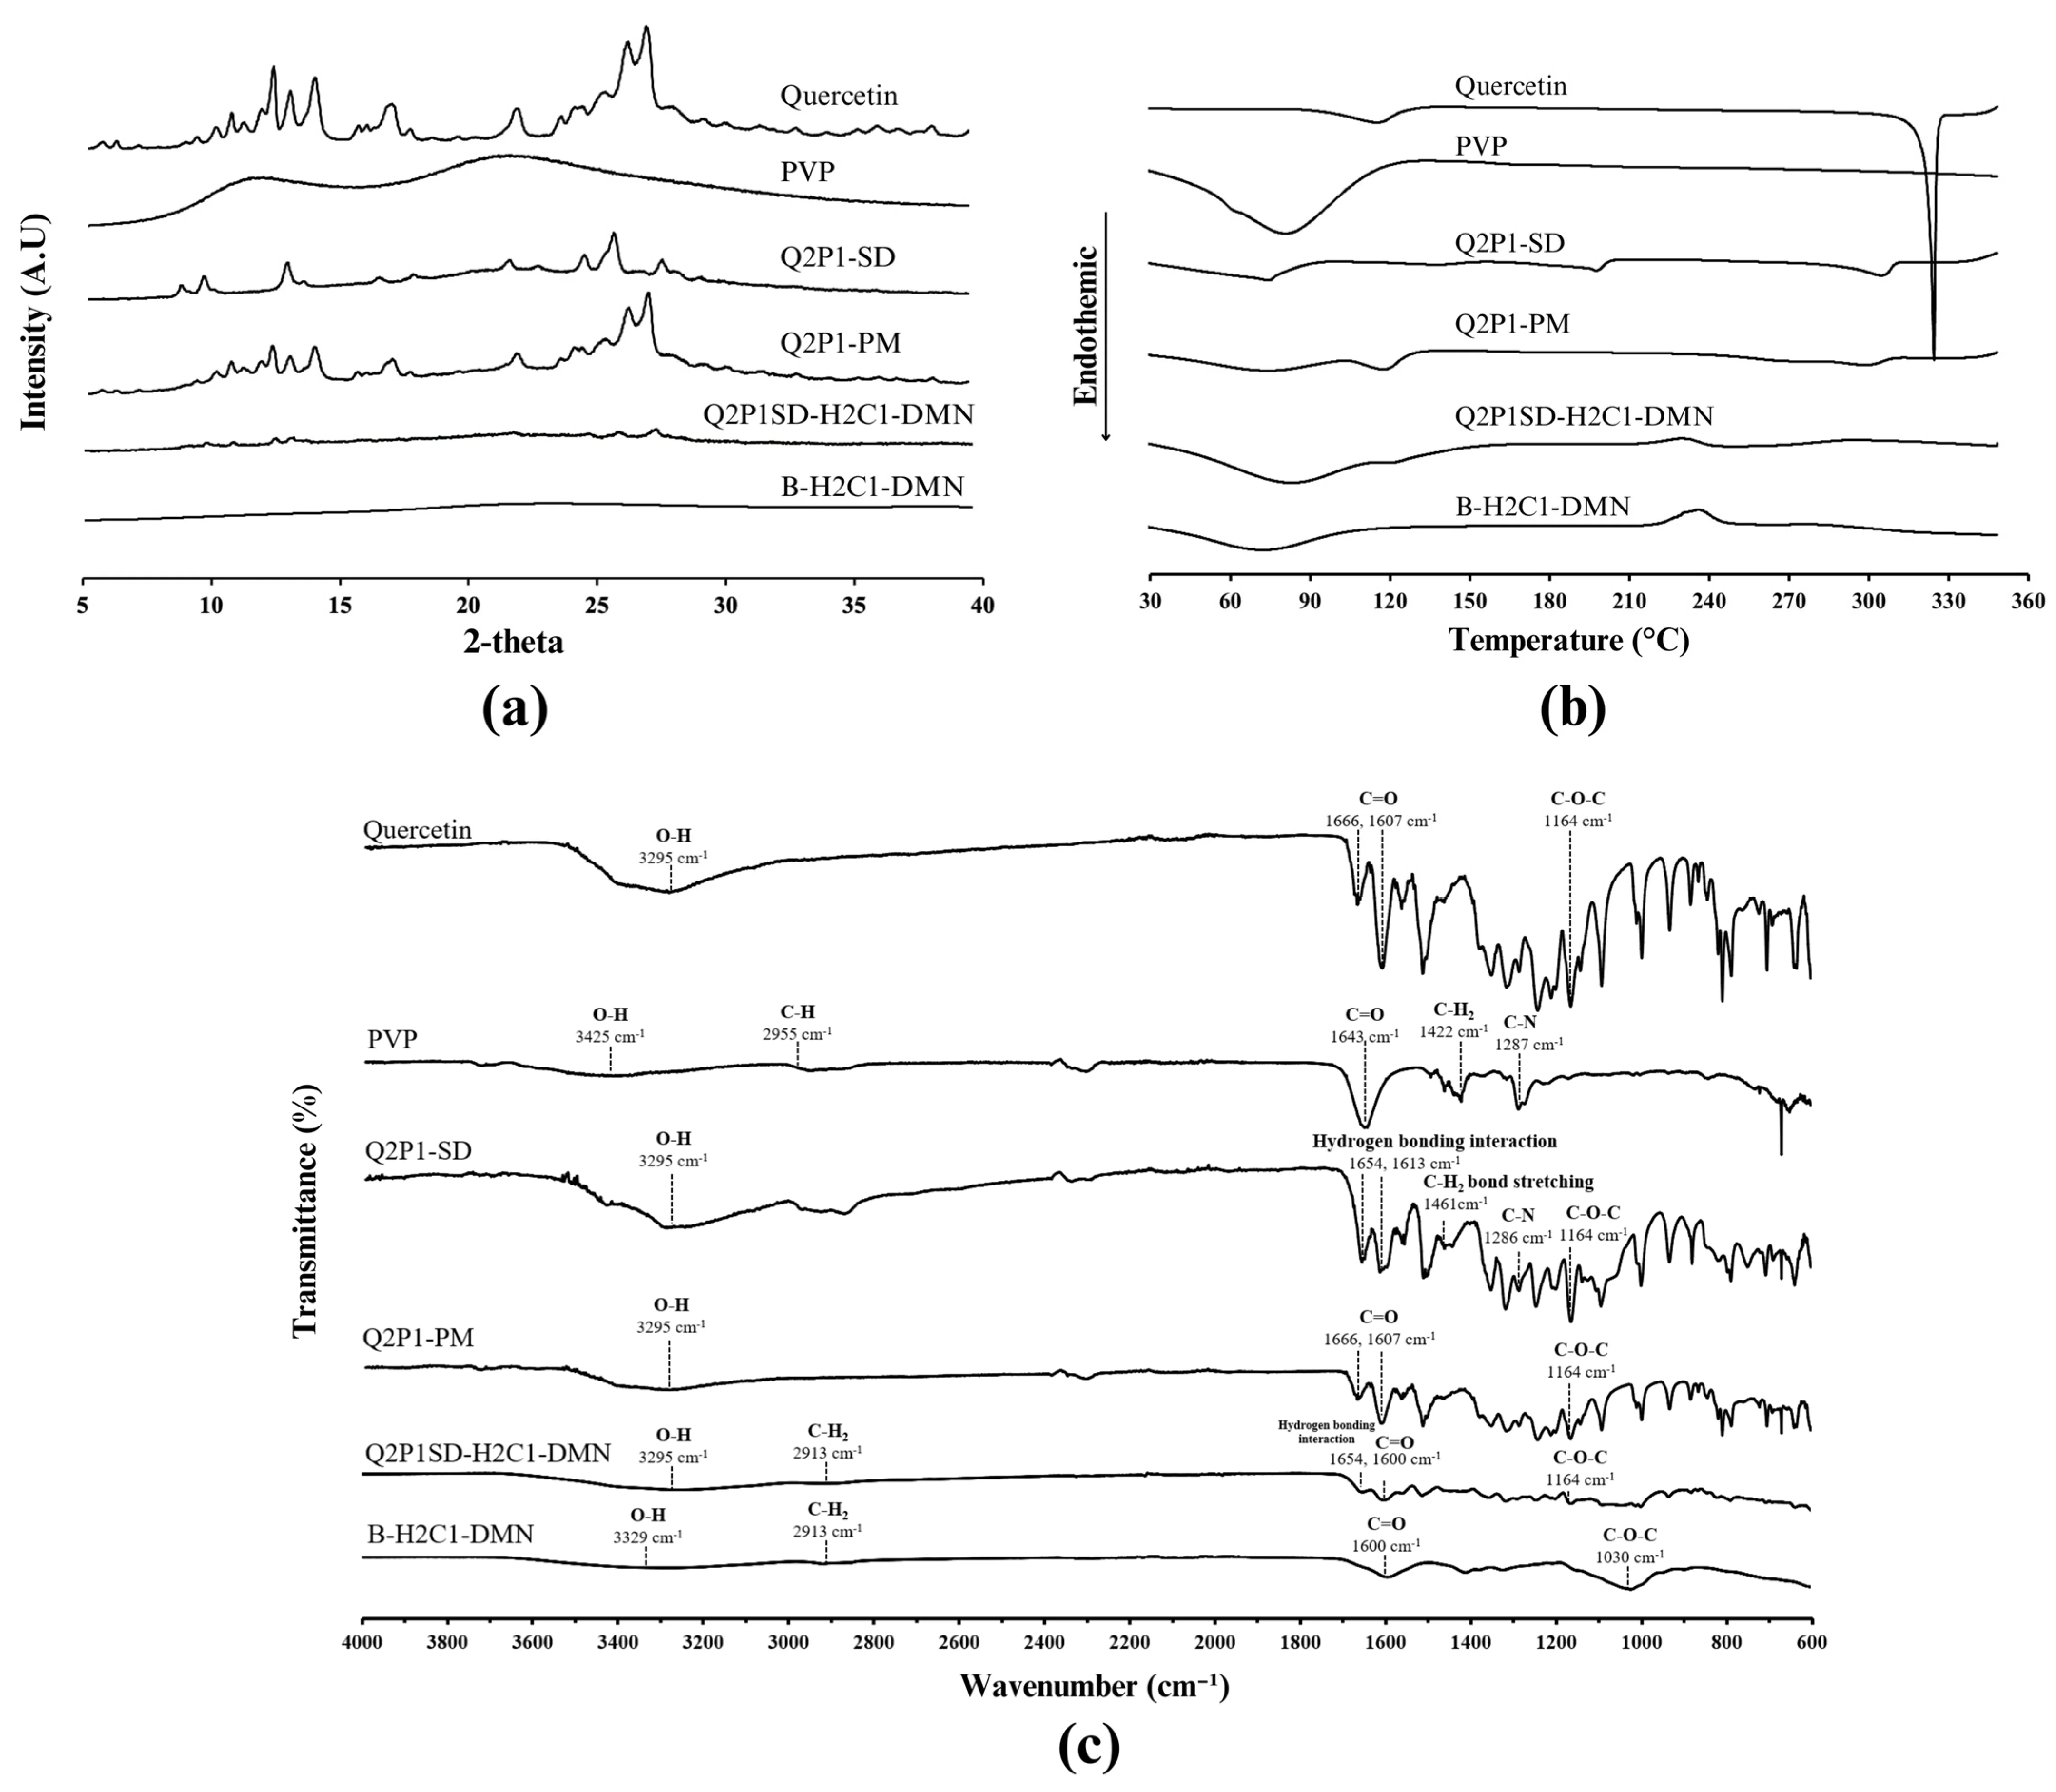 Quercetin
PVP
Q2P1-SD
Q2P1-PM
Q2P1SD-H2C1-DMN
B-H2C1-DMN
Intensity (A.U)
5 10 15 20 25 30 35 40
2-theta
(a)
Quercetin
PVP
Q2P1-SD
Q2P1-PM
Q2P1SD-H2C1-DMN
B-H2C1-DMN
Endothemic
30 60 90 120 150 180 210 240 270 300 330 360
Temperature (°C)
(b)
Transmittance (%)
Quercetin
O-H
3295 cm⁻¹
C=O
1666, 1607 cm⁻¹
C-O-C
1164 cm⁻¹
PVP
O-H
3425 cm⁻¹
C-H
2955 cm⁻¹
C=O
1643 cm⁻¹
C-H₂
1422 cm⁻¹
C-N
1287 cm⁻¹
Q2P1-SD
O-H
3295 cm⁻¹
Hydrogen bonding interaction
1654, 1613 cm⁻¹
C-H₂ bond stretching
1461cm⁻¹
C-N
1286 cm⁻¹
C-O-C
1164 cm⁻¹
Q2P1-PM
O-H
3295 cm⁻¹
C=O
1666, 1607 cm⁻¹
C-O-C
1164 cm⁻¹
Q2P1SD-H2C1-DMN
O-H
3295 cm⁻¹
C-H₂
2913 cm⁻¹
Hydrogen bonding
interaction
C=O
1654, 1600 cm⁻¹
C-O-C
1164 cm⁻¹
B-H2C1-DMN
O-H
3329 cm⁻¹
C-H₂
2913 cm⁻¹
C=O
1600 cm⁻¹
C-O-C
1030 cm⁻¹
4000 3800 3600 3400 3200 3000 2800 2600 2400 2200 2000 1800 1600 1400 1200 1000 800 600
Wavenumber (cm⁻¹)
(c)